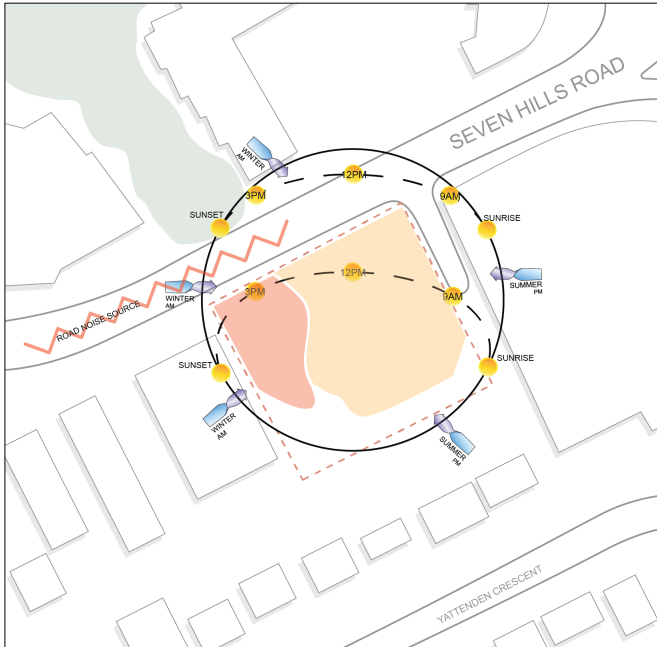 SEVEN HILLS ROAD
WINTER
AM
12PM
3PM
9AM
SUNSET
SUNRISE
12PM
SUMMER
PM
WINTER
AM
3PM
9AM
ROAD NOISE SOURCE
SUNSET
SUNRISE
WINTER
AM
SUMMER
PM
YATTENDEN CRESCENT